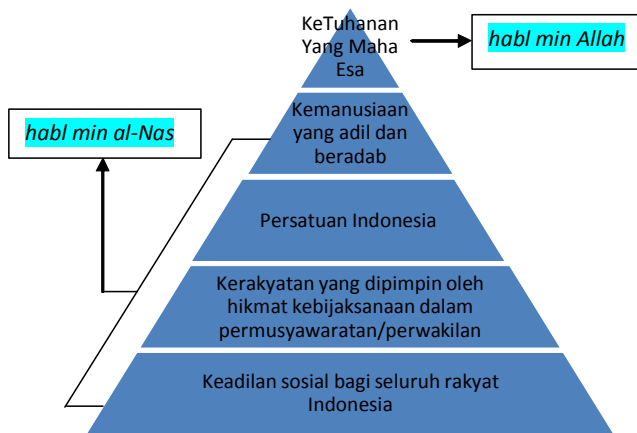 KeTuhanan
Yang Maha
Esa
habl min Allah
Kemanusiaan
yang adil dan
beradab
habl min al-Nas
Persatuan Indonesia
Kerakyatan yang dipimpin oleh
hikmat kebijaksanaan dalam
permusyawaratan/perwakilan
Keadilan sosial bagi seluruh rakyat
Indonesia